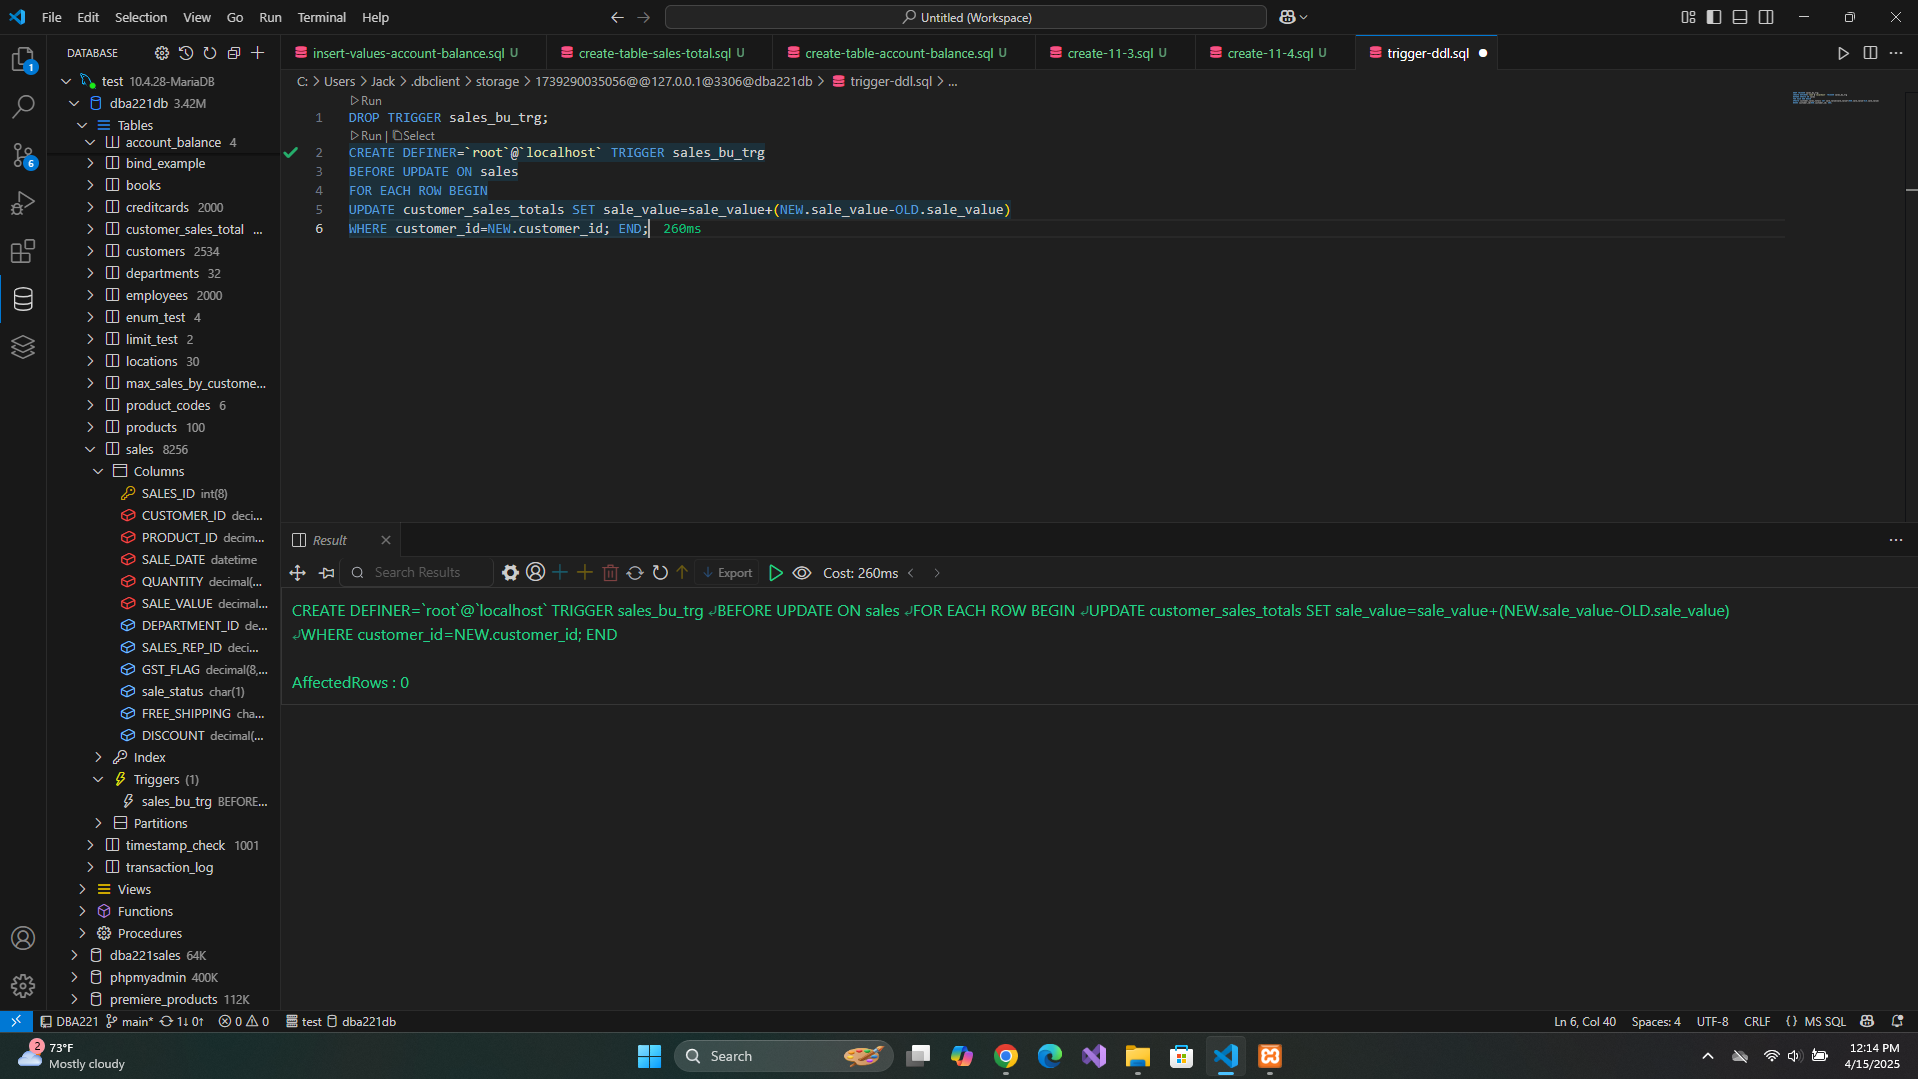 File Edit Selection View Go Run Terminal Help
Untitled (Workspace)
DATABASE
test 10.4.28-MariaDB
dba221db 3.42M
Tables
account_balance 4
bind_example
books
creditcards 2000
customer_sales_total ...
customers 2534
departments 32
employees 2000
enum_test 4
limit_test 2
locations 30
max_sales_by_custome...
product_codes 6
products 100
sales 8256
Columns
SALES_ID int(8)
CUSTOMER_ID deci...
PRODUCT_ID decim...
SALE_DATE datetime
QUANTITY decimal(...
SALE_VALUE decimal...
DEPARTMENT_ID de...
SALES_REP_ID deci...
GST_FLAG decimal(8,...
sale_status char(1)
FREE_SHIPPING cha...
DISCOUNT decimal(...
Index
Triggers (1)
sales_bu_trg BEFORE...
Partitions
timestamp_check 1001
transaction_log
Views
Functions
Procedures
dba221sales 64K
phpmyadmin 400K
premiere_products 112K
insert-values-account-balance.sql U
create-table-sales-total.sql U
create-table-account-balance.sql U
create-11-3.sql U
create-11-4.sql U
trigger-ddl.sql
C: > Users > Jack > .dbclient > storage > 1739290035056@@127.0.0.1@3306@dba221db > trigger-ddl.sql > ...
Run
1 DROP TRIGGER sales_bu_trg;
Run | Select
2 CREATE DEFINER=`root`@`localhost` TRIGGER sales_bu_trg
3 BEFORE UPDATE ON sales
4 FOR EACH ROW BEGIN
5 UPDATE customer_sales_totals SET sale_value=sale_value+(NEW.sale_value-OLD.sale_value)
6 WHERE customer_id=NEW.customer_id; END; 260ms
Result
Search Results
Export
Cost: 260ms
CREATE DEFINER=`root`@`localhost` TRIGGER sales_bu_trg ↲BEFORE UPDATE ON sales ↲FOR EACH ROW BEGIN ↲UPDATE customer_sales_totals SET sale_value=sale_value+(NEW.sale_value-OLD.sale_value)
↲WHERE customer_id=NEW.customer_id; END
AffectedRows : 0
1
6
DBA221 main* 1↓ 0↑ 0 0 test dba221db
Ln 6, Col 40 Spaces: 4 UTF-8 CRLF {} MS SQL
2
73°F
Mostly cloudy
Search
12:14 PM
4/15/2025